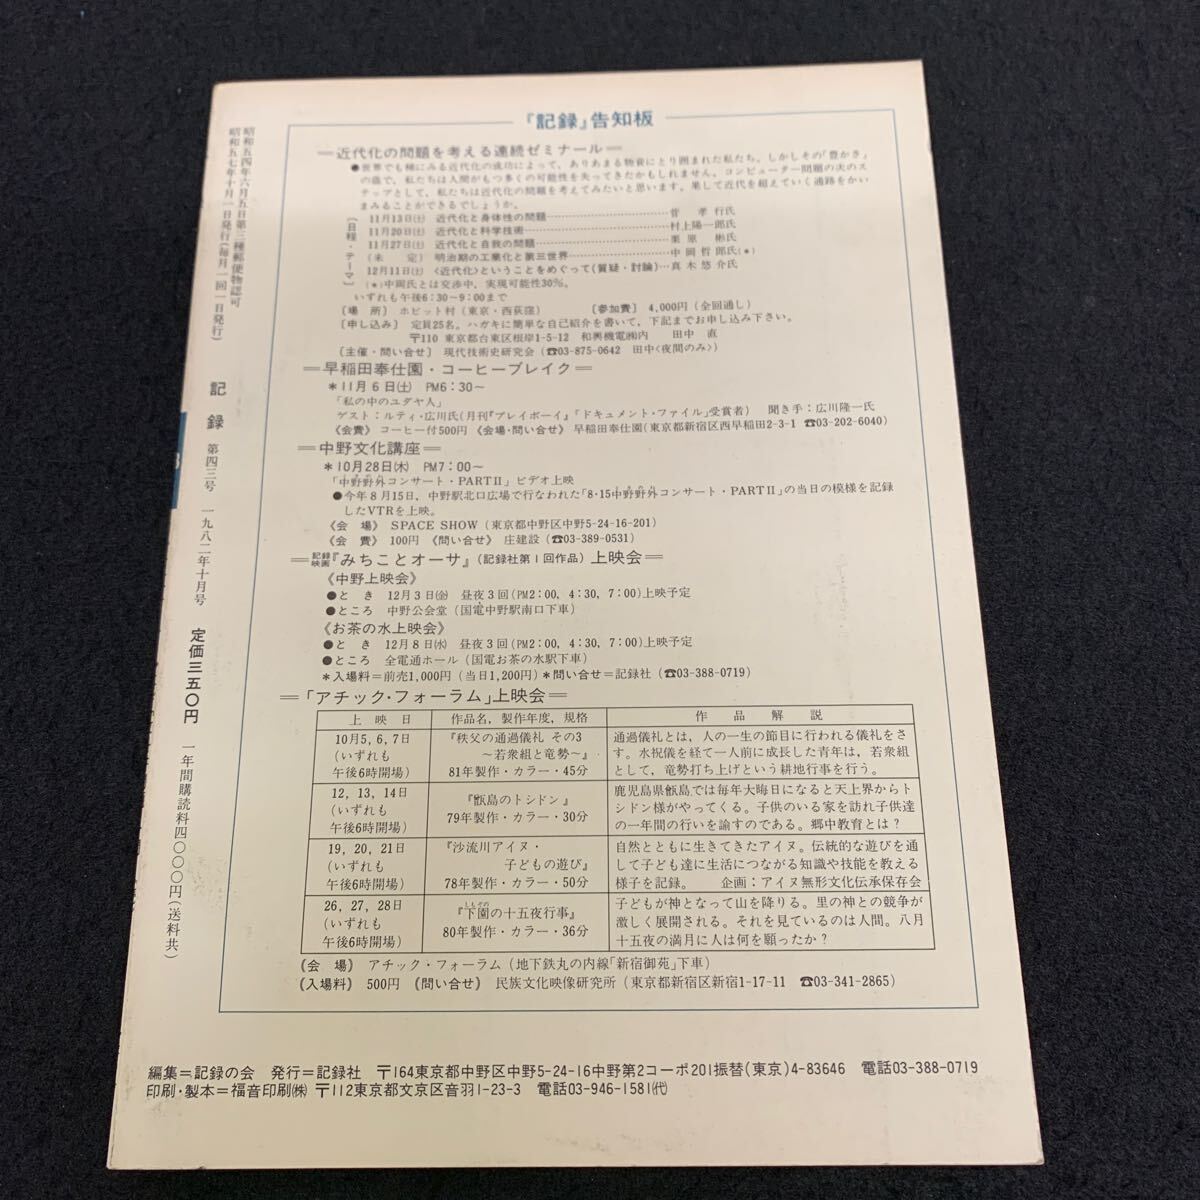 『記録』告知板
近代化の問題を考える連続ゼミナール
●世界でも稀にみる近代化の成功によって，ありあまる物資にとり囲まれた私たち。しかしその「豊かさ」
の蔭で，私たちは人間がもつ多くの可能性を失ってきたかもしれません。コンピューター問題の夫のス
テップとして，私たちは近代化の問題を考えてみたいと思います。果して近代を超えていく通路をかい
まみることができるでしょうか。
〔日程・テーマ〕
11月13日(土) 近代化と身体性の問題 菅 孝行氏
11月20日(土) 近代化と科学技術 村上陽一郎氏
11月27日(土) 近代化と自我の問題 栗原 彬氏
(未 定) 明治期の工業化と第三世界 中岡哲郎氏(＊)
12月11日(土) 〈近代化〉ということをめぐって(質疑・討論) 真木悠介氏
(＊)中岡氏とは交渉中，実現可能性30%。
いずれも午後6:30～9:00まで
〔場 所〕 ホビット村（東京・西荻窪） 〔参加費〕 4,000円（全回通し）
〔申し込み〕 定員25名。ハガキに簡単な自己紹介を書いて，下記までお申し込み下さい。
〒110 東京都台東区根岸1-5-12 和興機電㈱内 田中 直
〔主催・問い合せ〕 現代技術史研究会（☎03-875-0642 田中<夜間のみ>）
早稲田奉仕園・コーヒーブレイク
＊11月6日(土) PM6:30～
「私の中のユダヤ人」
ゲスト：ルティ・広川氏(月刊『プレイボーイ』「ドキュメント・ファイル」受賞者) 聞き手：広川隆一氏
《会費》 コーヒー付500円 《会場・問い合せ》 早稲田奉仕園(東京都新宿区西早稲田2-3-1 ☎03-202-6040)
中野文化講座
＊10月28日(木) PM7:00～
「中野野外コンサート・PARTⅡ」ビデオ上映
●今年8月15日，中野駅北口広場で行なわれた「8・15中野野外コンサート・PARTⅡ」の当日の模様を記録
したVTRを上映。
《会 場》 SPACE SHOW（東京都中野区中野5-24-16-201）
《会 費》 100円 《問い合せ》 庄建設（☎03-389-0531）
記録映画『みちことオーサ』（記録社第1回作品）上映会
《中野上映会》
●と き 12月3日(金) 昼夜3回(PM2:00, 4:30, 7:00)上映予定
●ところ 中野公会堂（国電中野駅南口下車）
《お茶の水上映会》
●と き 12月8日(水) 昼夜3回(PM2:00, 4:30, 7:00)上映予定
●ところ 全電通ホール（国電お茶の水駅下車）
＊入場料＝前売1,000円（当日1,200円）＊問い合せ＝記録社（☎03-388-0719）
「アチック・フォーラム」上映会
上映日 作品名，製作年度，規格 作品解説
10月5,6,7日
(いずれも
午後6時開場)
『秩父の通過儀礼 その3
～若衆組と竜勢～』
81年製作・カラー・45分
通過儀礼とは，人の一生の節目に行われる儀礼をさ
す。水祝儀を経て一人前に成長した青年は，若衆組
として，竜勢打ち上げという耕地行事を行う。
12, 13, 14日
(いずれも
午後6時開場)
『甑島のトシドン』
79年製作・カラー・30分
鹿児島県甑島では毎年大晦日になると天上界からト
シドン様がやってくる。子供のいる家を訪れ子供達
の一年間の行いを諭すのである。郷中教育とは？
19, 20, 21日
(いずれも
午後6時開場)
『沙流川アイヌ・
子どもの遊び』
78年製作・カラー・50分
自然とともに生きてきたアイヌ。伝統的な遊びを通
して子ども達に生活につながる知識や技能を教える
様子を記録。 企画：アイヌ無形文化伝承保存会
26, 27, 28日
(いずれも
午後6時開場)
『下園の十五夜行事』
80年製作・カラー・36分
子どもが神となって山を降りる。里の神との競争が
激しく展開される。それを見ているのは人間。八月
十五夜の満月に人は何を願ったか？
《会 場》 アチック・フォーラム（地下鉄丸の内線「新宿御苑」下車）
《入場料》 500円 《問い合せ》 民族文化映像研究所（東京都新宿区新宿1-17-11 ☎03-341-2865）
編集＝記録の会 発行＝記録社 〒164東京都中野区中野5-24-16中野第2コーポ201振替(東京)4-83646 電話03-388-0719
印刷・製本＝福音印刷㈱ 〒112東京都文京区音羽1-23-3 電話03-946-1581㈹
昭和五四年六月五日第三種郵便物認可
昭和五七年十月一日発行(毎月一回一日発行)
記録 第四三号 一九八二年十月号 定価三五〇円 一年間購読料四〇〇〇円(送料共)